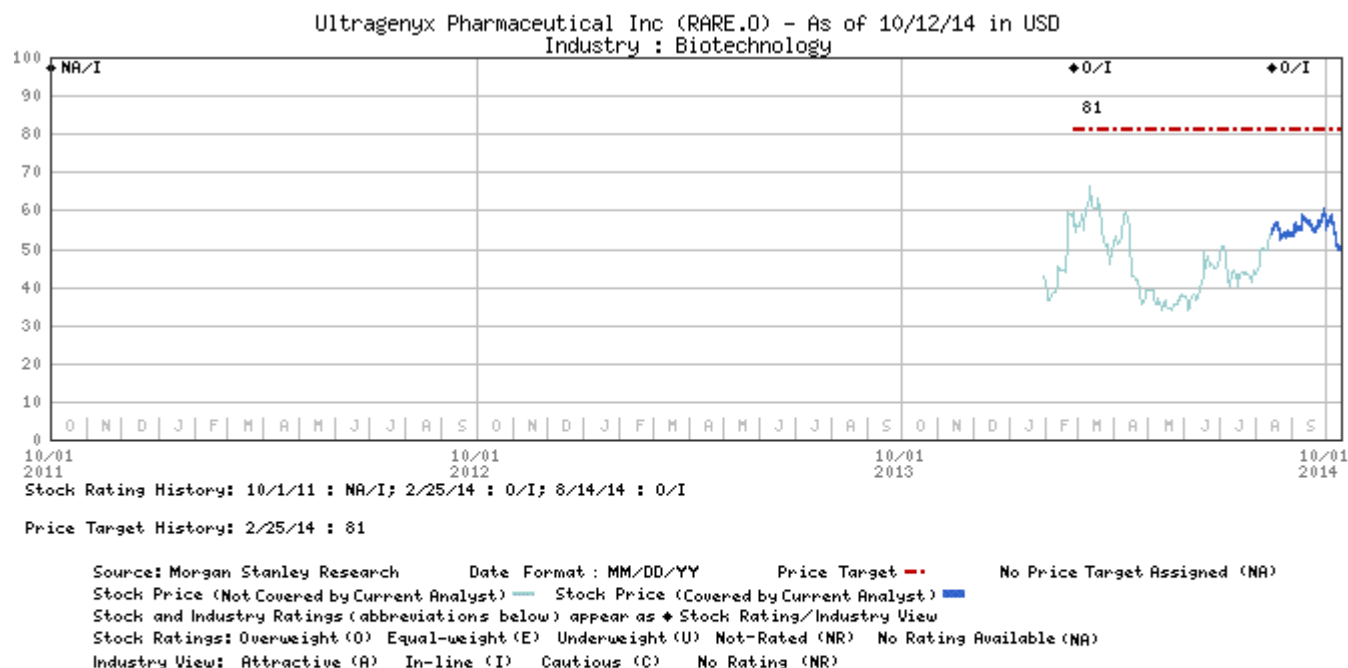 Ultragenyx Pharmaceutical Inc (RARE.O) - As of 10/12/14 in USD
Industry : Biotechnology
100
NA/I
O/I
O/I
90
81
80
70
60
50
40
30
20
10
O N D J F M A M J J A S O N D J F M A M J J A S O N D J F M A M J J A S
0
10/01 10/01 10/01 10/01
2011 2012 2013 2014
Stock Rating History: 10/1/11 : NA/I; 2/25/14 : O/I; 8/14/14 : O/I
Price Target History: 2/25/14 : 81
Source: Morgan Stanley Research Date Format : MM/DD/YY Price Target No Price Target Assigned (NA)
Stock Price (Not Covered by Current Analyst) Stock Price (Covered by Current Analyst)
Stock and Industry Ratings (abbreviations below) appear as ◆ Stock Rating/Industry View
Stock Ratings: Overweight (O) Equal-weight (E) Underweight (U) Not-Rated (NR) No Rating Available (NA)
Industry View: Attractive (A) In-line (I) Cautious (C) No Rating (NR)